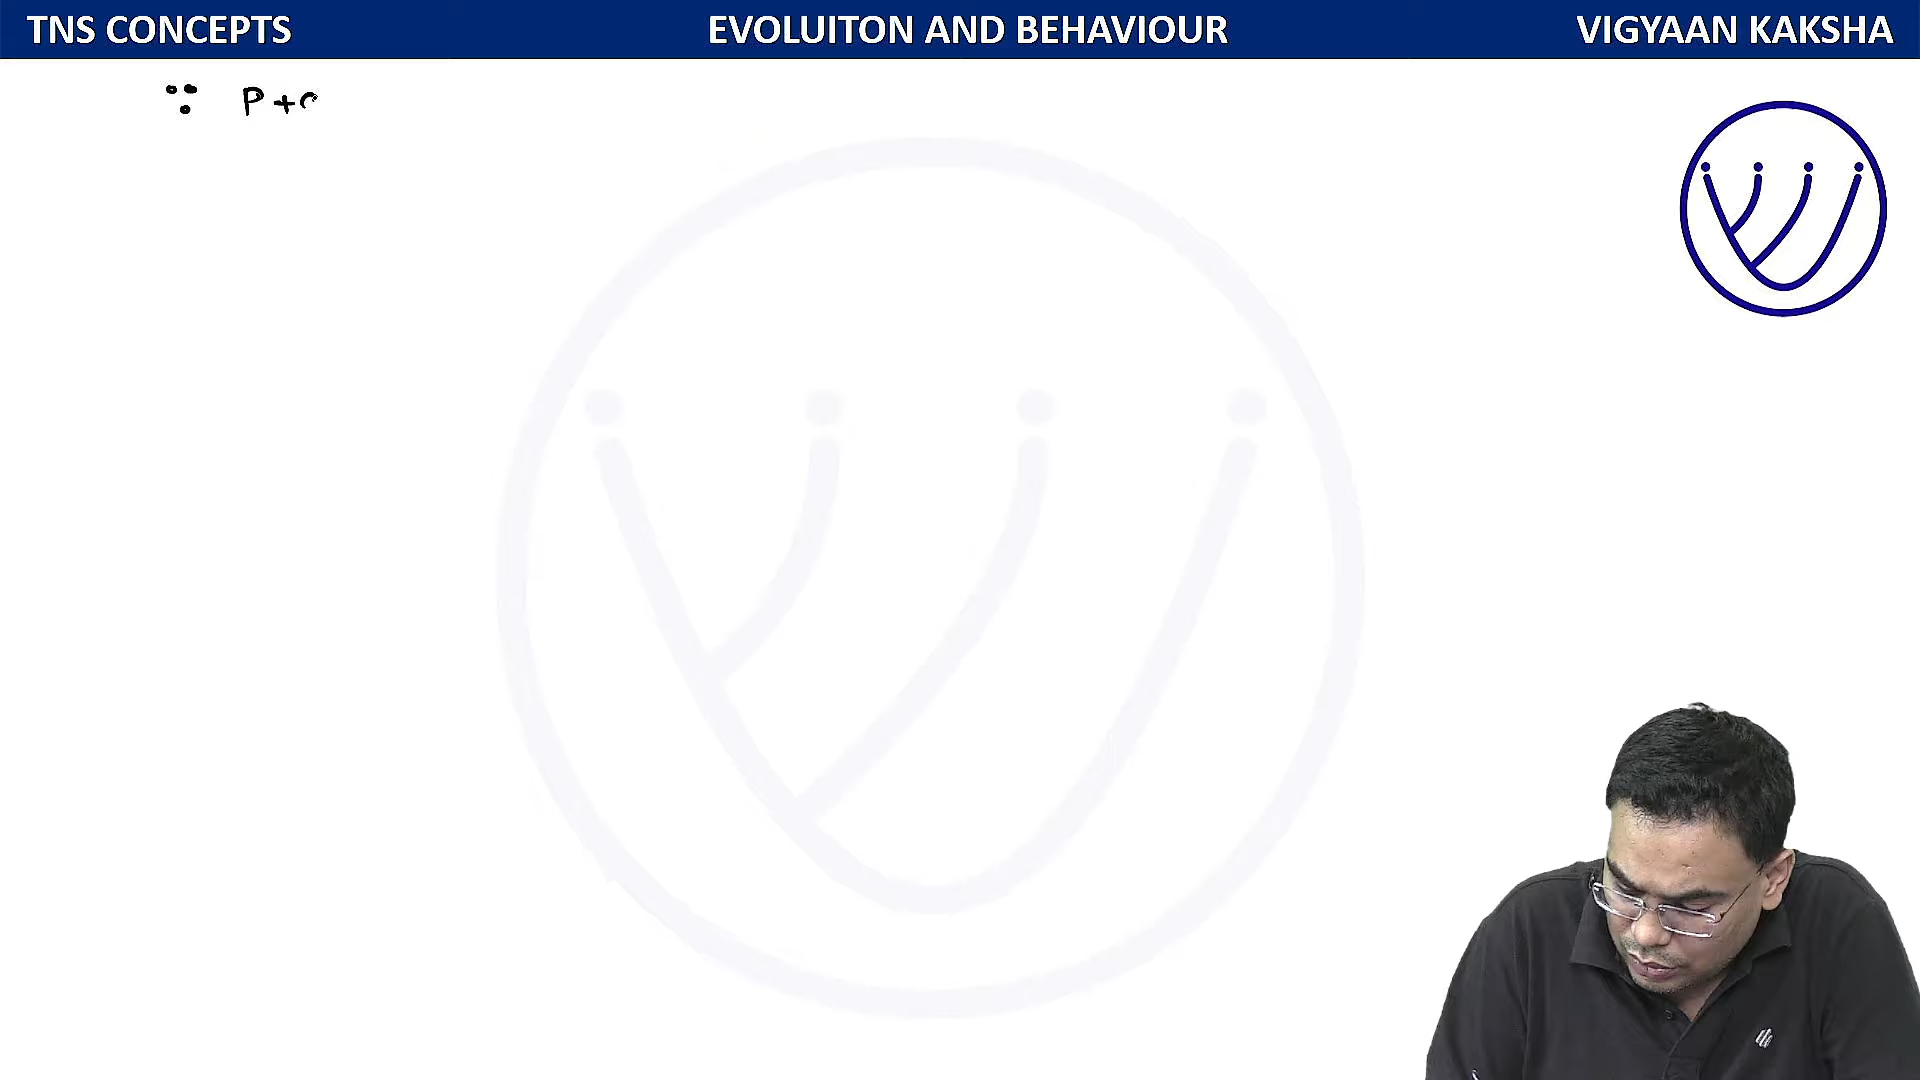 TNS CONCEPTS
EVOLUITON AND BEHAVIOUR
VIGYAAN KAKSHA
∵ P +